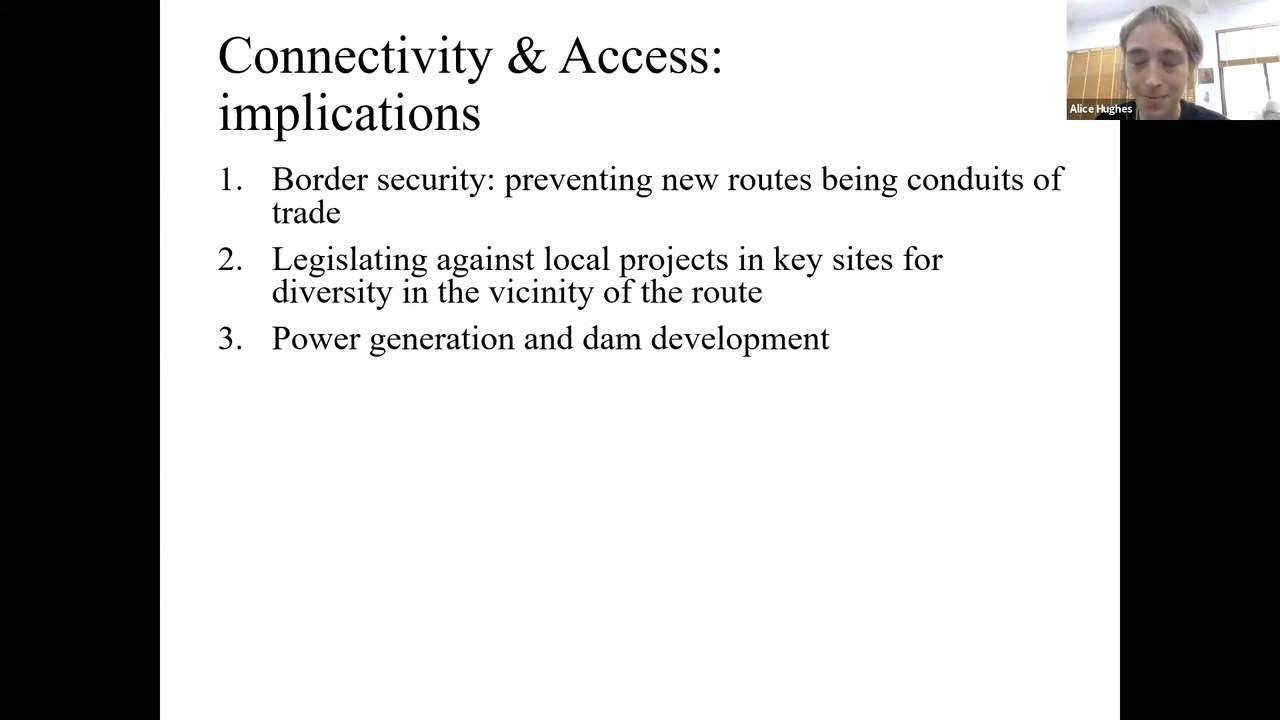 Connectivity & Access:
implications
1. Border security: preventing new routes being conduits of
trade
2. Legislating against local projects in key sites for
diversity in the vicinity of the route
3. Power generation and dam development
Alice Hughes